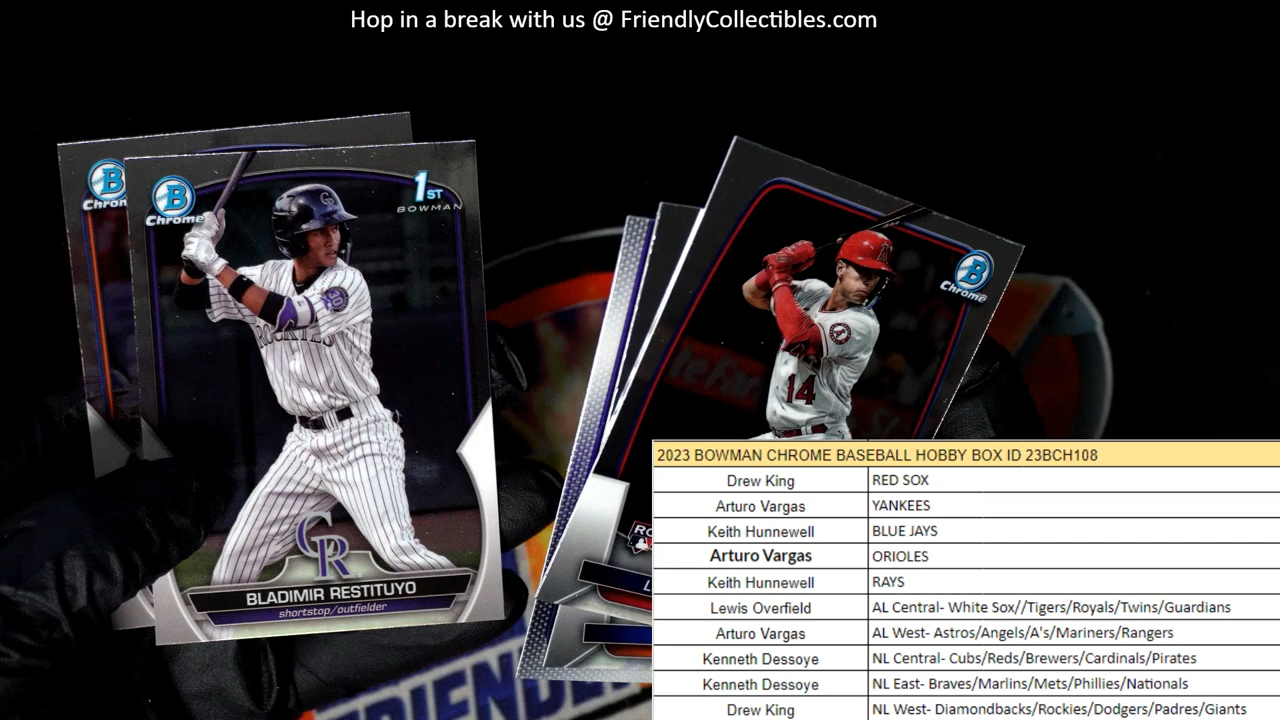 Hop in a break with us @ FriendlyCollectibles.com
B
Chrom
B
Chrome
1ST
BOWMAN
ROCKIES
CR
BLADIMIR RESTITUYO
shortstop/outfielder
B
Chrome
A
14
2023 BOWMAN CHROME BASEBALL HOBBY BOX ID 23BCH108
Drew King RED SOX
Arturo Vargas YANKEES
Keith Hunnewell BLUE JAYS
Arturo Vargas ORIOLES
Keith Hunnewell RAYS
Lewis Overfield AL Central- White Sox//Tigers/Royals/Twins/Guardians
Arturo Vargas AL West- Astros/Angels/A's/Mariners/Rangers
Kenneth Dessoye NL Central- Cubs/Reds/Brewers/Cardinals/Pirates
Kenneth Dessoye NL East- Braves/Marlins/Mets/Phillies/Nationals
Drew King NL West- Diamondbacks/Rockies/Dodgers/Padres/Giants